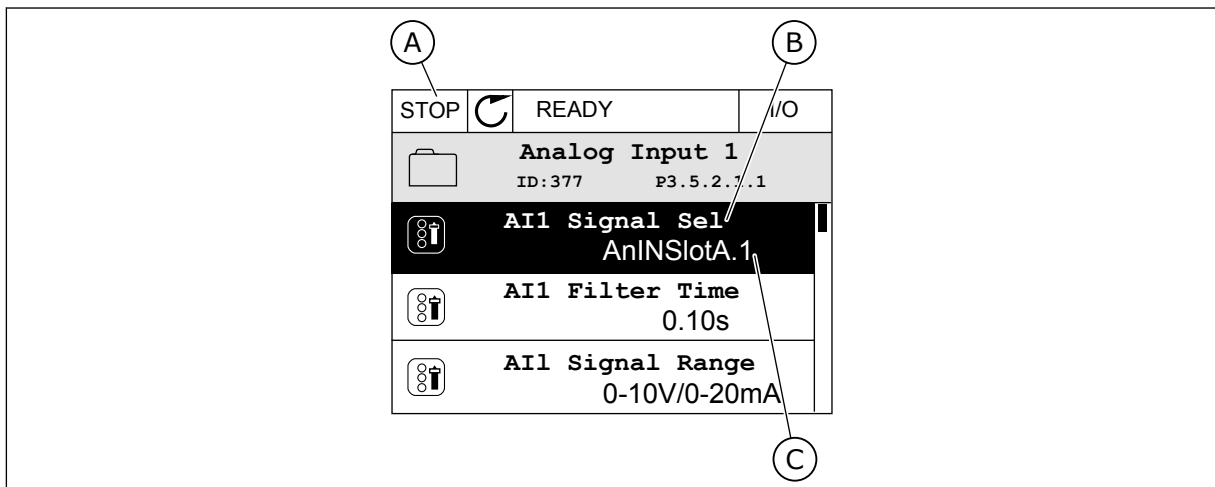 A B
STOP READY I/O
Analog Input 1
ID:377 P3.5.2.1.1
AI1 Signal Sel
AnINSlotA.1
AI1 Filter Time
0.10s
AIl Signal Range
0-10V/0-20mA
C